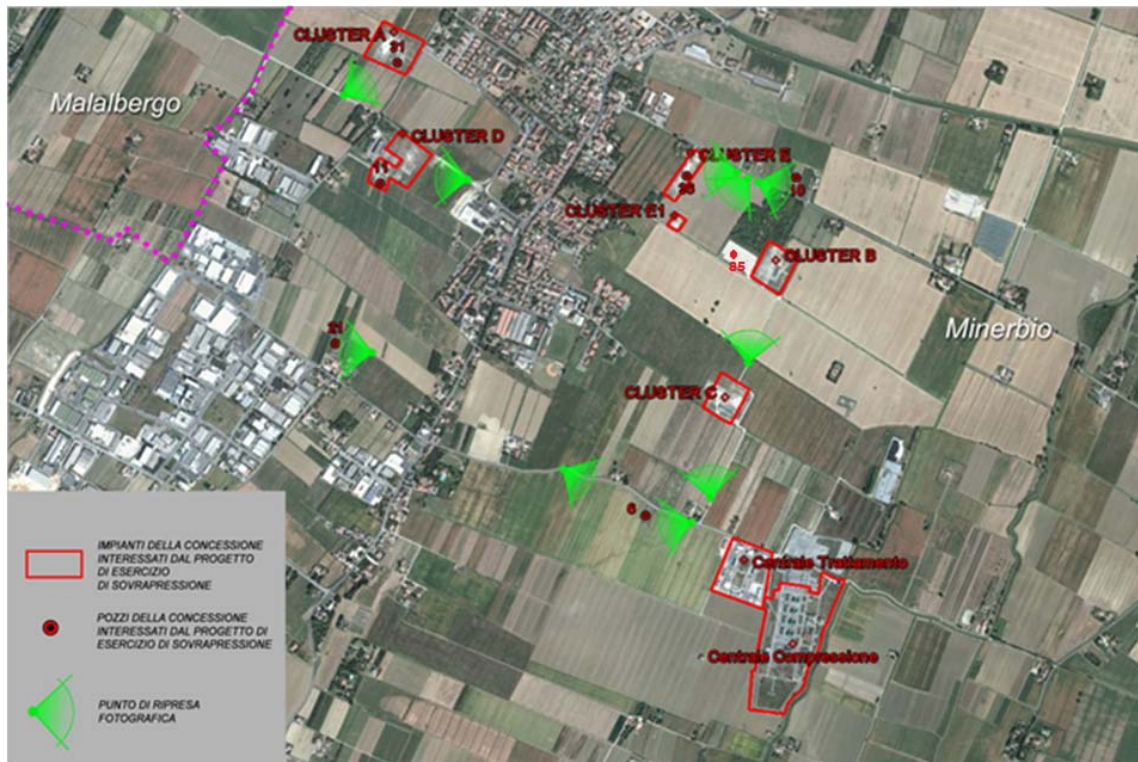 CLUSTER A
31
Malalbergo
CLUSTER D
11
CLUSTER E
26
10
CLUSTER E1
CLUSTER B
85
21
Minerbio
CLUSTER C
6
Centrale Trattamento
Centrale Compressione
IMPIANTI DELLA CONCESSIONE
INTERESSATI DAL PROGETTO
DI ESERCIZIO
DI SOVRAPRESSIONE
POZZI DELLA CONCESSIONE
INTERESSATI DAL PROGETTO DI
ESERCIZIO DI SOVRAPRESSIONE
PUNTO DI RIPRESA
FOTOGRAFICA